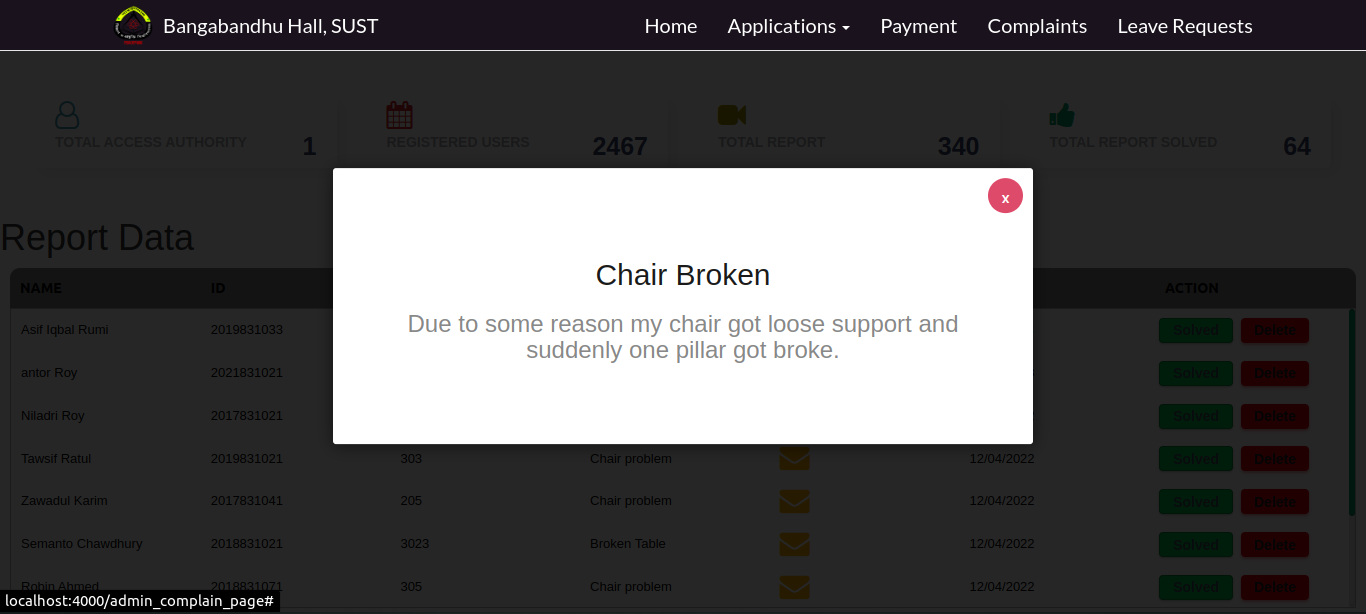 Bangabandhu Hall, SUST Home Applications Payment Complaints Leave Requests
TOTAL ACCESS AUTHORITY 1 REGISTERED USERS 2467 TOTAL REPORT 340 TOTAL REPORT SOLVED 64
x
Report Data
Chair Broken
Due to some reason my chair got loose support and
suddenly one pillar got broke.
NAME ID ACTION
Asif Iqbal Rumi 2019831033 Solved Delete
antor Roy 2021831021 Solved Delete
Niladri Roy 2017831021 Solved Delete
Tawsif Ratul 2019831021 303 Chair problem 12/04/2022 Solved Delete
Zawadul Karim 2017831041 205 Chair problem 12/04/2022 Solved Delete
Semanto Chawdhury 2018831021 3023 Broken Table 12/04/2022 Solved Delete
Robin Ahmed 2018831071 305 Chair problem 12/04/2022 Solved Delete
localhost:4000/admin_complain_page#